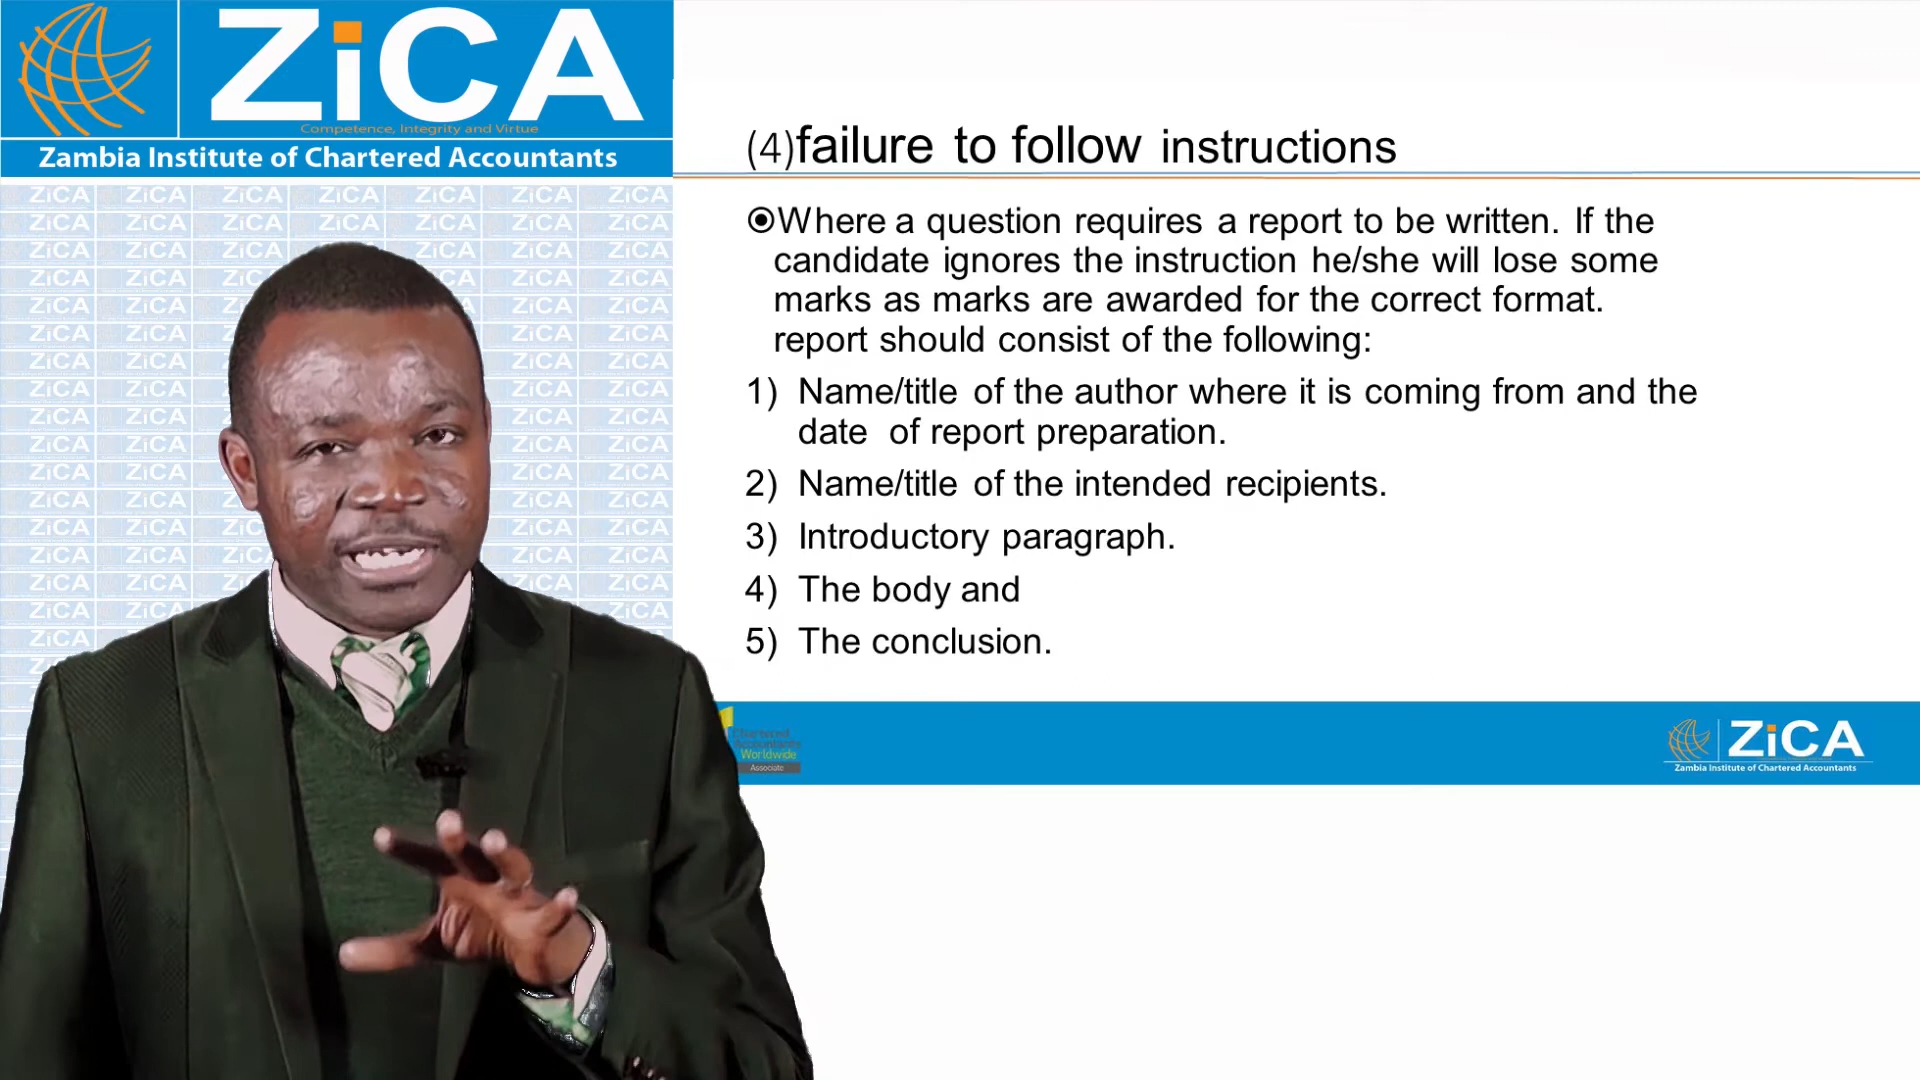 ZiCA
Competence, Integrity and Virtue
Zambia Institute of Chartered Accountants
(4)failure to follow instructions
Where a question requires a report to be written. If the
candidate ignores the instruction he/she will lose some
marks as marks are awarded for the correct format.
report should consist of the following:
1) Name/title of the author where it is coming from and the
date of report preparation.
2) Name/title of the intended recipients.
3) Introductory paragraph.
4) The body and
5) The conclusion.
Chartered
Accountants
Worldwide
Associate
ZiCA
Zambia Institute of Chartered Accountants